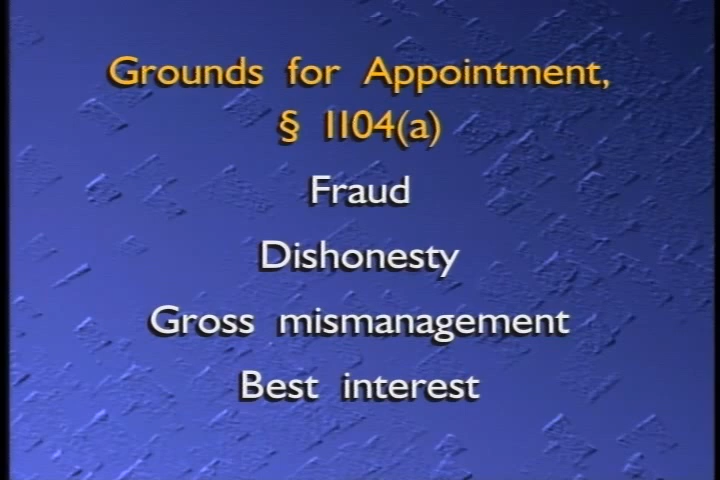 Grounds for Appointment,
§ 1104(a)
Fraud
Dishonesty
Gross mismanagement
Best interest